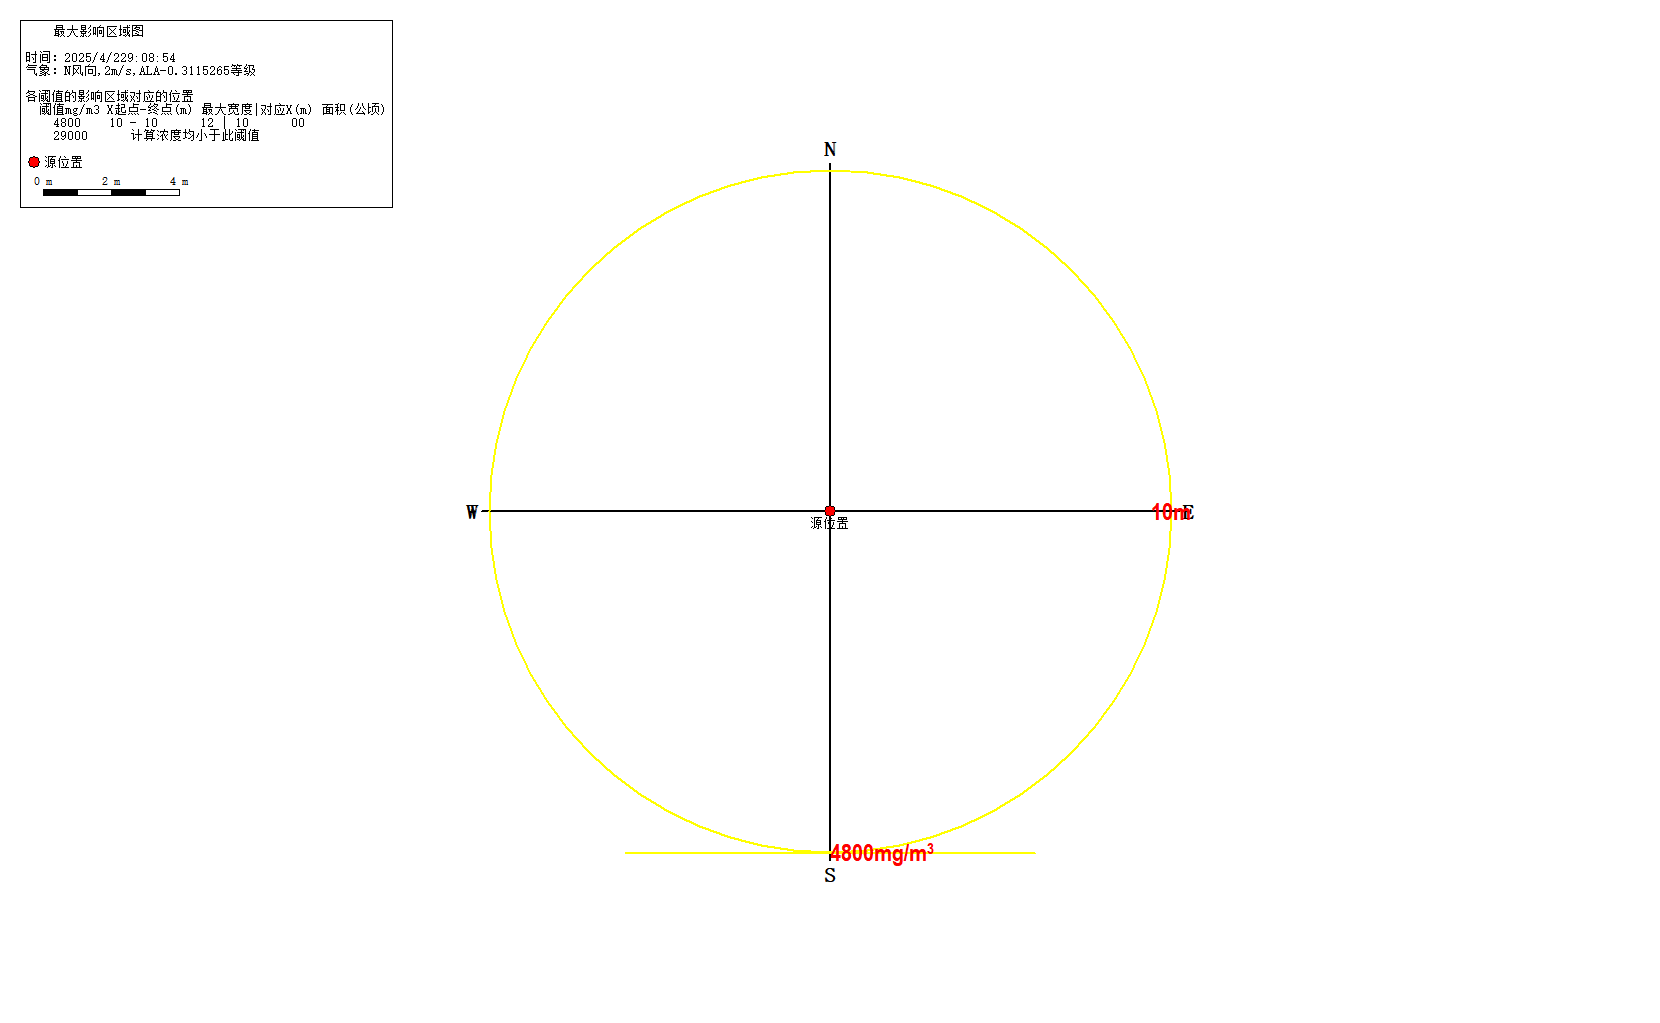 最大影响区域图
时间: 2025/4/229:08:54
气象: N风向,2m/s,ALA-0.3115265等级
各阈值的影响区域对应的位置
阈值mg/m3 X起点-终点(m) 最大宽度|对应X(m) 面积(公顷)
4800 10 - 10 12 | 10 00
29000 计算浓度均小于此阈值
源位置
0 m 2 m 4 m
N
W
10m
E
源位置
4800mg/m³
S